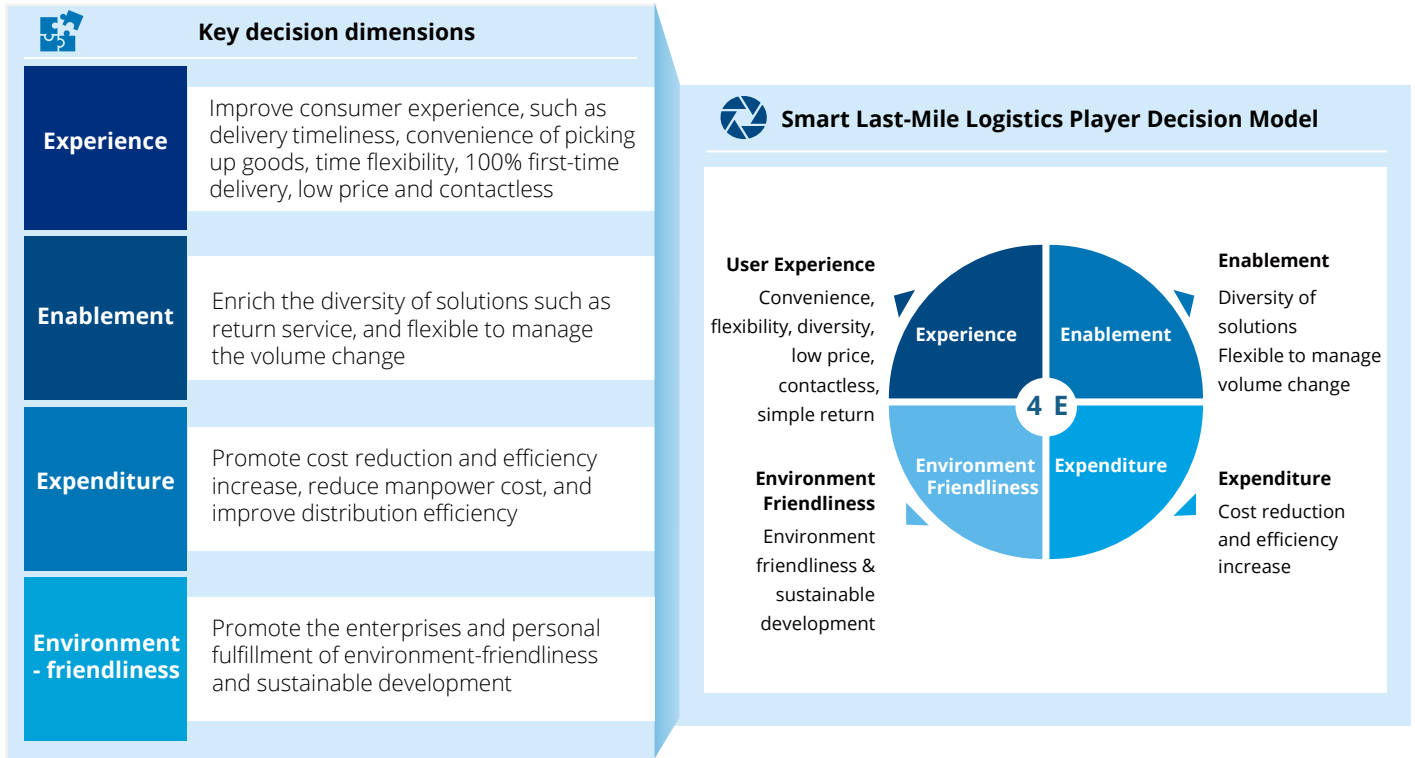 Key decision dimensions
Experience
Improve consumer experience, such as
delivery timeliness, convenience of picking
up goods, time flexibility, 100% first-time
delivery, low price and contactless
Enablement
Enrich the diversity of solutions such as
return service, and flexible to manage
the volume change
Expenditure
Promote cost reduction and efficiency
increase, reduce manpower cost, and
improve distribution efficiency
Environment
- friendliness
Promote the enterprises and personal
fulfillment of environment-friendliness
and sustainable development
Smart Last-Mile Logistics Player Decision Model
User Experience
Convenience,
flexibility, diversity,
low price,
contactless,
simple return
Experience
Enablement
4 E
Environment
Friendliness
Expenditure
Enablement
Diversity of
solutions
Flexible to manage
volume change
Environment
Friendliness
Environment
friendliness &
sustainable
development
Expenditure
Cost reduction
and efficiency
increase